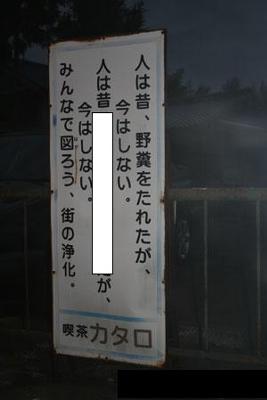 人は昔、野糞をたれたが、
今はしない。
人は昔
たが、
今はしない。
みんなで図ろう、街の浄化。
喫茶カタロ